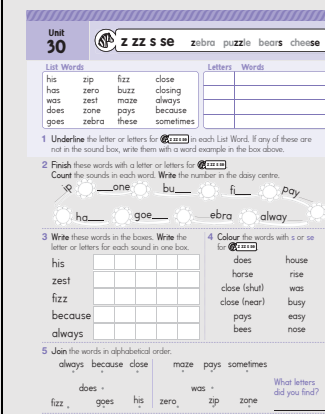 Unit
30
z zz s se
zebra puzzle bears cheese
List Words
Letters Words
his zip fizz close
has zero buzz closing
was zest maze always
does zone pays because
goes zebra these sometimes
1 Underline the letter or letters for z zz s se in each List Word. If any of these are
not in the sound box, write them with a word example in the box above.
2 Finish these words with a letter or letters for z zz s se.
Count the sounds in each word. Write the number in the daisy centre.
ip __one bu__ fi__ pay
ha__ goe__ ebra alway
3 Write these words in the boxes. Write the
letter or letters for each sound in one box.
his
zest
fizz
because
always
4 Colour the words with s or se
for z zz s se.
does house
horse rise
close (shut) was
close (near) busy
pays easy
bees nose
5 Join the words in alphabetical order.
always because close maze pays sometimes
does was
fizz goes his zero zip zone
What letters
did you find?